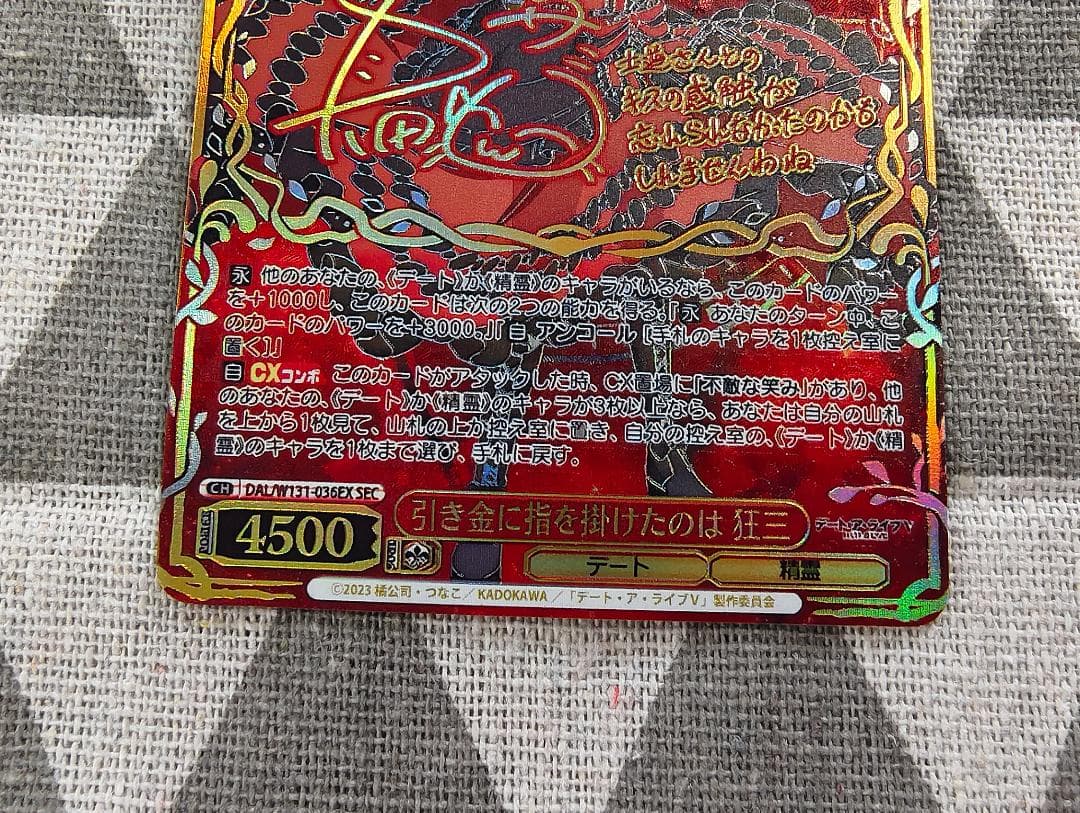 士道さんとの
キスの感触が
忘れられなかったのかも
しれませんわね
永 他のあなたの、《デート》か《精霊》のキャラがいるなら、このカードのパワー
を+1000し、このカードは次の2つの能力を得る。『永 あなたのターン中、こ
のカードのパワーを+3000。』『自 アンコール [手札のキャラを1枚控え室に
置く]』
自 CXコンボ このカードがアタックした時、CX置場に「不敵な笑み」があり、他
のあなたの、《デート》か《精霊》のキャラが3枚以上なら、あなたは自分の山札
を上から1枚見て、山札の上か控え室に置き、自分の控え室の、《デート》か《精
霊》のキャラを1枚まで選び、手札に戻す。
CH DAL/W131-036EX SEC
4500
引き金に指を掛けたのは 狂三
デート・ア・ライブV
デート
精霊
©2023 橘公司・つなこ/KADOKAWA/「デート・ア・ライブV」製作委員会